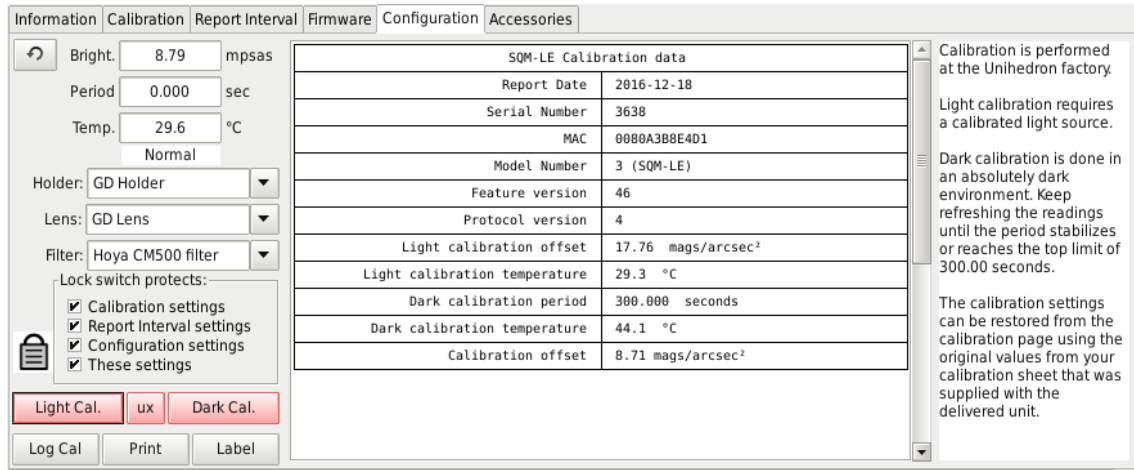 Information Calibration Report Interval Firmware Configuration Accessories
Bright. 8.79 mpsas
Period 0.000 sec
Temp. 29.6 °C
Normal
Holder: GD Holder
Lens: GD Lens
Filter: Hoya CM500 filter
Lock switch protects:
Calibration settings
Report Interval settings
Configuration settings
These settings
Light Cal. ux Dark Cal.
Log Cal Print Label
SQM-LE Calibration data
Report Date 2016-12-18
Serial Number 3638
MAC 0080A3B8E4D1
Model Number 3 (SQM-LE)
Feature version 46
Protocol version 4
Light calibration offset 17.76 mags/arcsec²
Light calibration temperature 29.3 °C
Dark calibration period 300.000 seconds
Dark calibration temperature 44.1 °C
Calibration offset 8.71 mags/arcsec²
Calibration is performed
at the Unihedron factory.
Light calibration requires
a calibrated light source.
Dark calibration is done in
an absolutely dark
environment. Keep
refreshing the readings
until the period stabilizes
or reaches the top limit of
300.00 seconds.
The calibration settings
can be restored from the
calibration page using the
original values from your
calibration sheet that was
supplied with the
delivered unit.